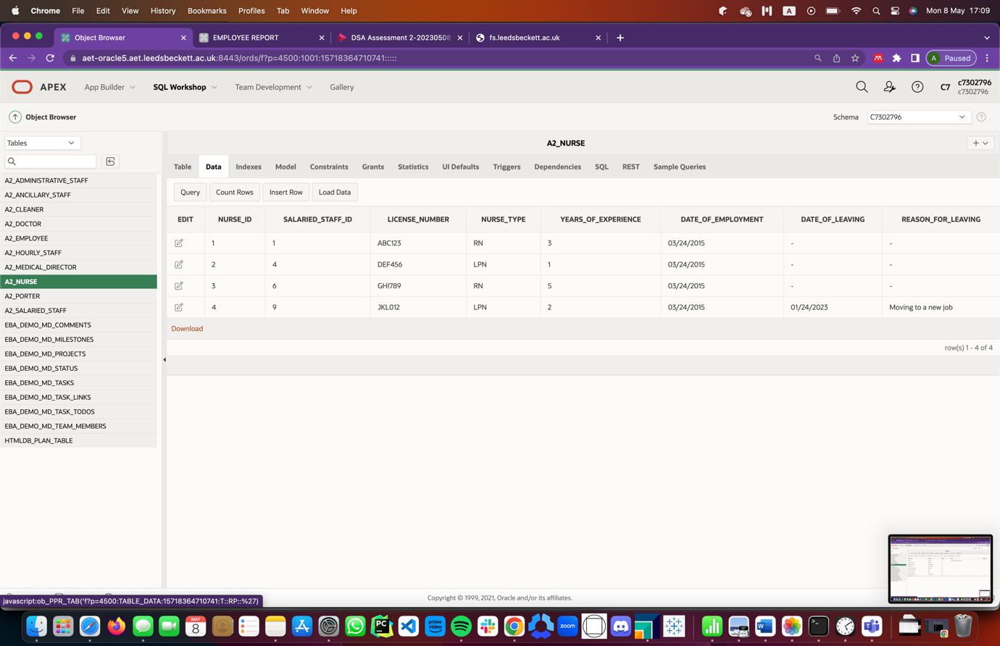 Chrome File Edit View History Bookmarks Profiles Tab Window Help A Mon 8 May 17:09
Object Browser EMPLOYEE REPORT DSA Assessment 2-20230508 fs.leedsbeckett.ac.uk
aet-oracle5.aet.leedsbeckett.ac.uk:8443/ords/f?p=4500:1001:15718364710741::::: A Paused
APEX App Builder SQL Workshop Team Development Gallery C7 c7302796
c7302796
Object Browser Schema C7302796
Tables
A2_NURSE
Table Data Indexes Model Constraints Grants Statistics UI Defaults Triggers Dependencies SQL REST Sample Queries
Query Count Rows Insert Row Load Data
A2_ADMINISTRATIVE_STAFF
A2_ANCILLARY_STAFF
A2_CLEANER
A2_DOCTOR
A2_EMPLOYEE
A2_HOURLY_STAFF
A2_MEDICAL_DIRECTOR
A2_NURSE
A2_PORTER
A2_SALARIED_STAFF
EBA_DEMO_MD_COMMENTS
EBA_DEMO_MD_MILESTONES
EBA_DEMO_MD_PROJECTS
EBA_DEMO_MD_STATUS
EBA_DEMO_MD_TASKS
EBA_DEMO_MD_TASK_LINKS
EBA_DEMO_MD_TASK_TODOS
EBA_DEMO_MD_TEAM_MEMBERS
HTMLDB_PLAN_TABLE
EDIT NURSE_ID SALARIED_STAFF_ID LICENSE_NUMBER NURSE_TYPE YEARS_OF_EXPERIENCE DATE_OF_EMPLOYMENT DATE_OF_LEAVING REASON_FOR_LEAVING
1 1 ABC123 RN 3 03/24/2015 - -
2 4 DEF456 LPN 1 03/24/2015 - -
3 6 GHI789 RN 5 03/24/2015 - -
4 9 JKL012 LPN 2 03/24/2015 01/24/2023 Moving to a new job
Download
row(s) 1 - 4 of 4
javascript:ob_PPR_TAB('f?p=4500:TABLE_DATA:15718364710741:T::RP::%27)
Copyright © 1999, 2021, Oracle and/or its affiliates.
MAY
8
PC
prime video
zoom
W